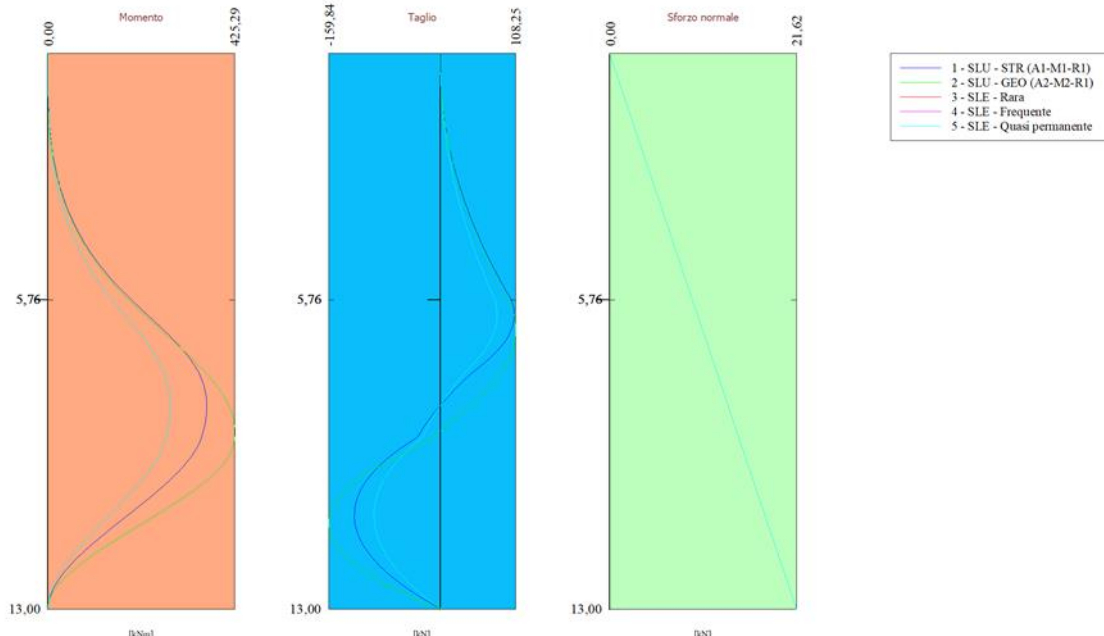 Momento
0,00
425,29
5,76
13,00
[kNm]
Taglio
-159,84
108,25
5,76
13,00
[kN]
Sforzo normale
0,00
21,62
5,76
13,00
[kN]
1 - SLU - STR (A1-M1-R1)
2 - SLU - GEO (A2-M2-R1)
3 - SLE - Rara
4 - SLE - Frequente
5 - SLE - Quasi permanente